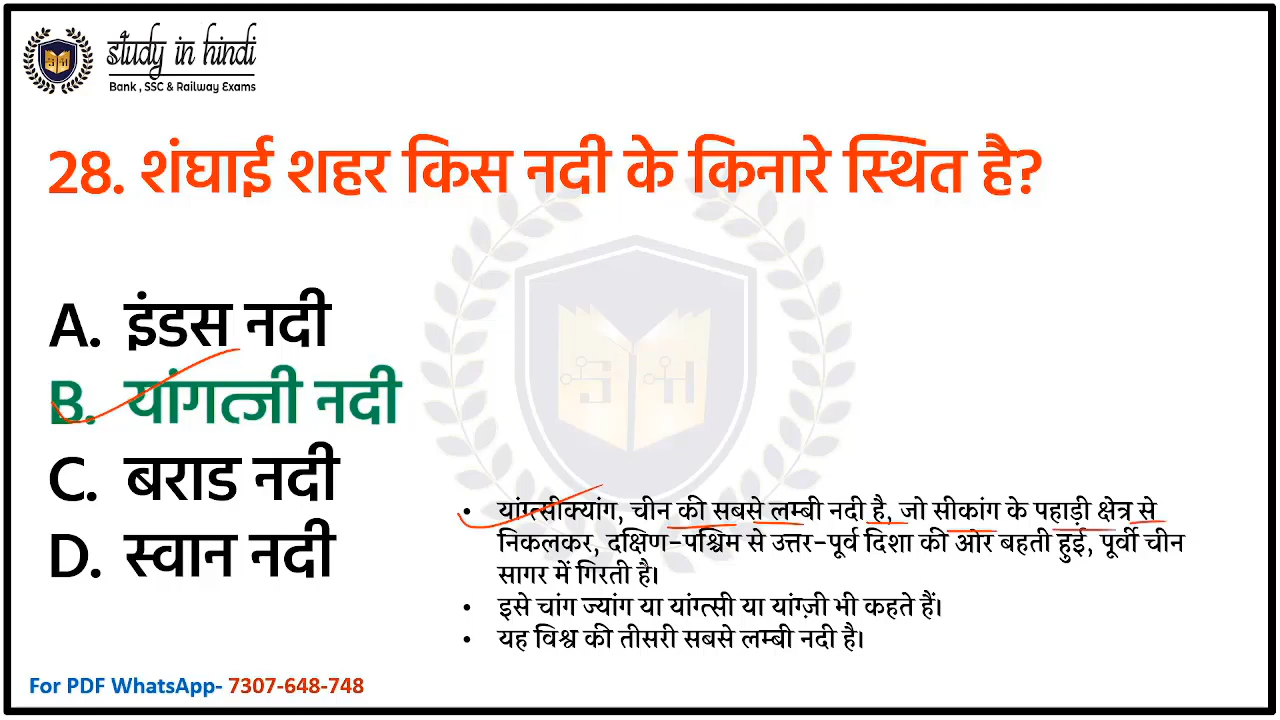 Study in hindi
Bank , SSC & Railway Exams
28. शंघाई शहर किस नदी के किनारे स्थित है?
A. इंडस नदी
B. यांगत्जी नदी
C. बराड नदी
D. स्वान नदी
• यांग्त्सीक्यांग, चीन की सबसे लम्बी नदी है, जो सीकांग के पहाड़ी क्षेत्र से
निकलकर, दक्षिण-पश्चिम से उत्तर-पूर्व दिशा की ओर बहती हुई, पूर्वी चीन
सागर में गिरती है।
• इसे चांग ज्यांग या यांग्त्सी या यांग्ज़ी भी कहते हैं।
• यह विश्व की तीसरी सबसे लम्बी नदी है।
For PDF WhatsApp- 7307-648-748